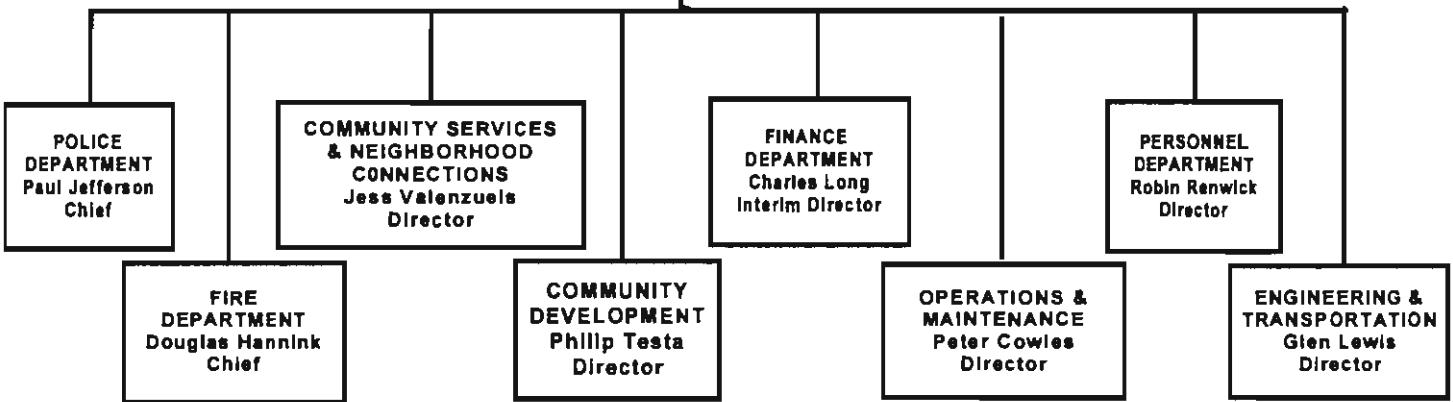 POLICE
DEPARTMENT
Paul Jefferson
Chief
FIRE
DEPARTMENT
Douglas Hannink
Chief
COMMUNITY SERVICES
& NEIGHBORHOOD
CONNECTIONS
Jess Valenzuels
Director
COMMUNITY
DEVELOPMENT
Philip Testa
Director
FINANCE
DEPARTMENT
Charles Long
Interim Director
OPERATIONS &
MAINTENANCE
Peter Cowles
Director
PERSONNEL
DEPARTMENT
Robin Renwick
Director
ENGINEERING &
TRANSPORTATION
Glen Lewis
Director